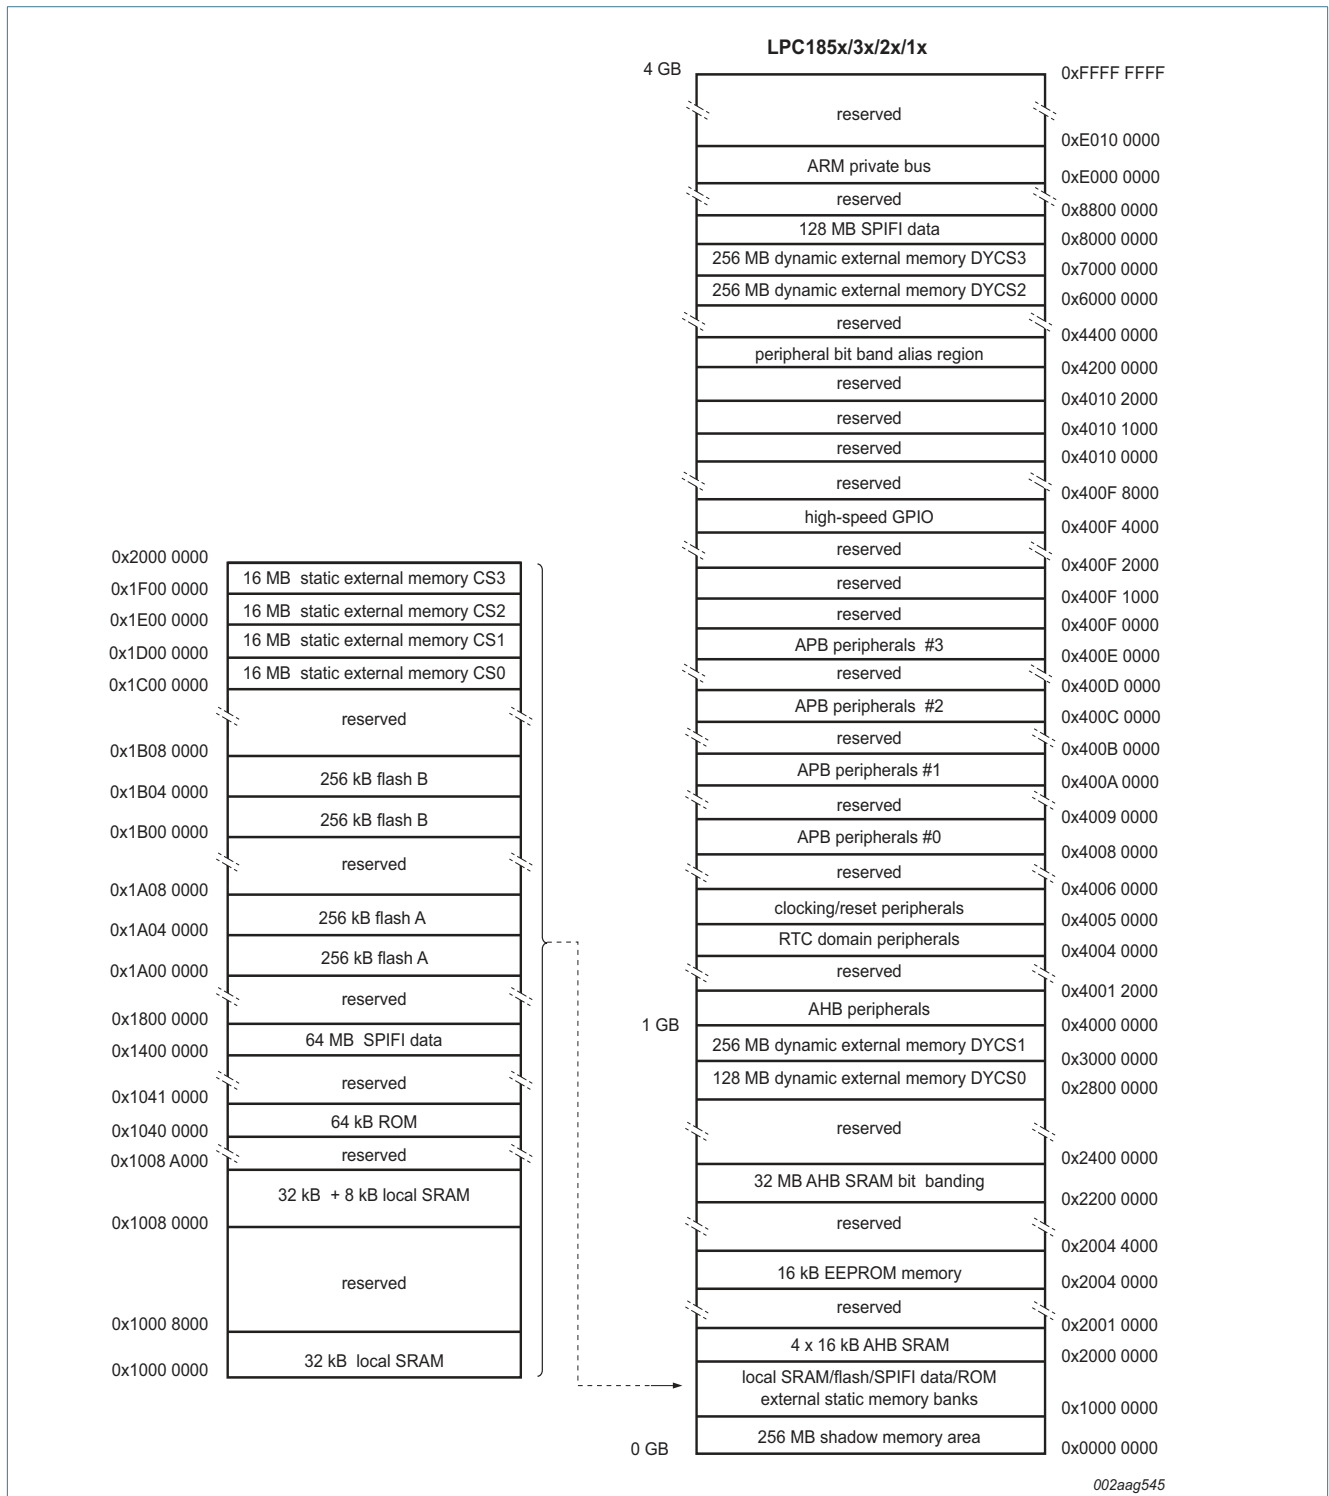 LPC185x/3x/2x/1x
4 GB
0xFFFF FFFF
reserved
0xE010 0000
ARM private bus
0xE000 0000
reserved
0x8800 0000
128 MB SPIFI data
0x8000 0000
256 MB dynamic external memory DYCS3
0x7000 0000
256 MB dynamic external memory DYCS2
0x6000 0000
reserved
0x4400 0000
peripheral bit band alias region
0x4200 0000
reserved
0x4010 2000
reserved
0x4010 1000
reserved
0x4010 0000
reserved
0x400F 8000
high-speed GPIO
0x400F 4000
reserved
0x400F 2000
reserved
0x400F 1000
reserved
0x400F 0000
APB peripherals #3
0x400E 0000
reserved
0x400D 0000
APB peripherals #2
0x400C 0000
reserved
0x400B 0000
APB peripherals #1
0x400A 0000
reserved
0x4009 0000
APB peripherals #0
0x4008 0000
reserved
0x4006 0000
clocking/reset peripherals
0x4005 0000
RTC domain peripherals
0x4004 0000
reserved
0x4001 2000
AHB peripherals
1 GB
0x4000 0000
256 MB dynamic external memory DYCS1
0x3000 0000
128 MB dynamic external memory DYCS0
0x2800 0000
reserved
0x2400 0000
32 MB AHB SRAM bit banding
0x2200 0000
reserved
0x2004 4000
16 kB EEPROM memory
0x2004 0000
reserved
0x2001 0000
4 x 16 kB AHB SRAM
0x2000 0000
local SRAM/flash/SPIFI data/ROM
external static memory banks
0x1000 0000
256 MB shadow memory area
0 GB
0x0000 0000
0x2000 0000
16 MB static external memory CS3
0x1F00 0000
16 MB static external memory CS2
0x1E00 0000
16 MB static external memory CS1
0x1D00 0000
16 MB static external memory CS0
0x1C00 0000
reserved
0x1B08 0000
256 kB flash B
0x1B04 0000
256 kB flash B
0x1B00 0000
reserved
0x1A08 0000
256 kB flash A
0x1A04 0000
256 kB flash A
0x1A00 0000
reserved
0x1800 0000
64 MB SPIFI data
0x1400 0000
reserved
0x1041 0000
64 kB ROM
0x1040 0000
reserved
0x1008 A000
32 kB + 8 kB local SRAM
0x1008 0000
reserved
0x1000 8000
32 kB local SRAM
0x1000 0000
002aag545